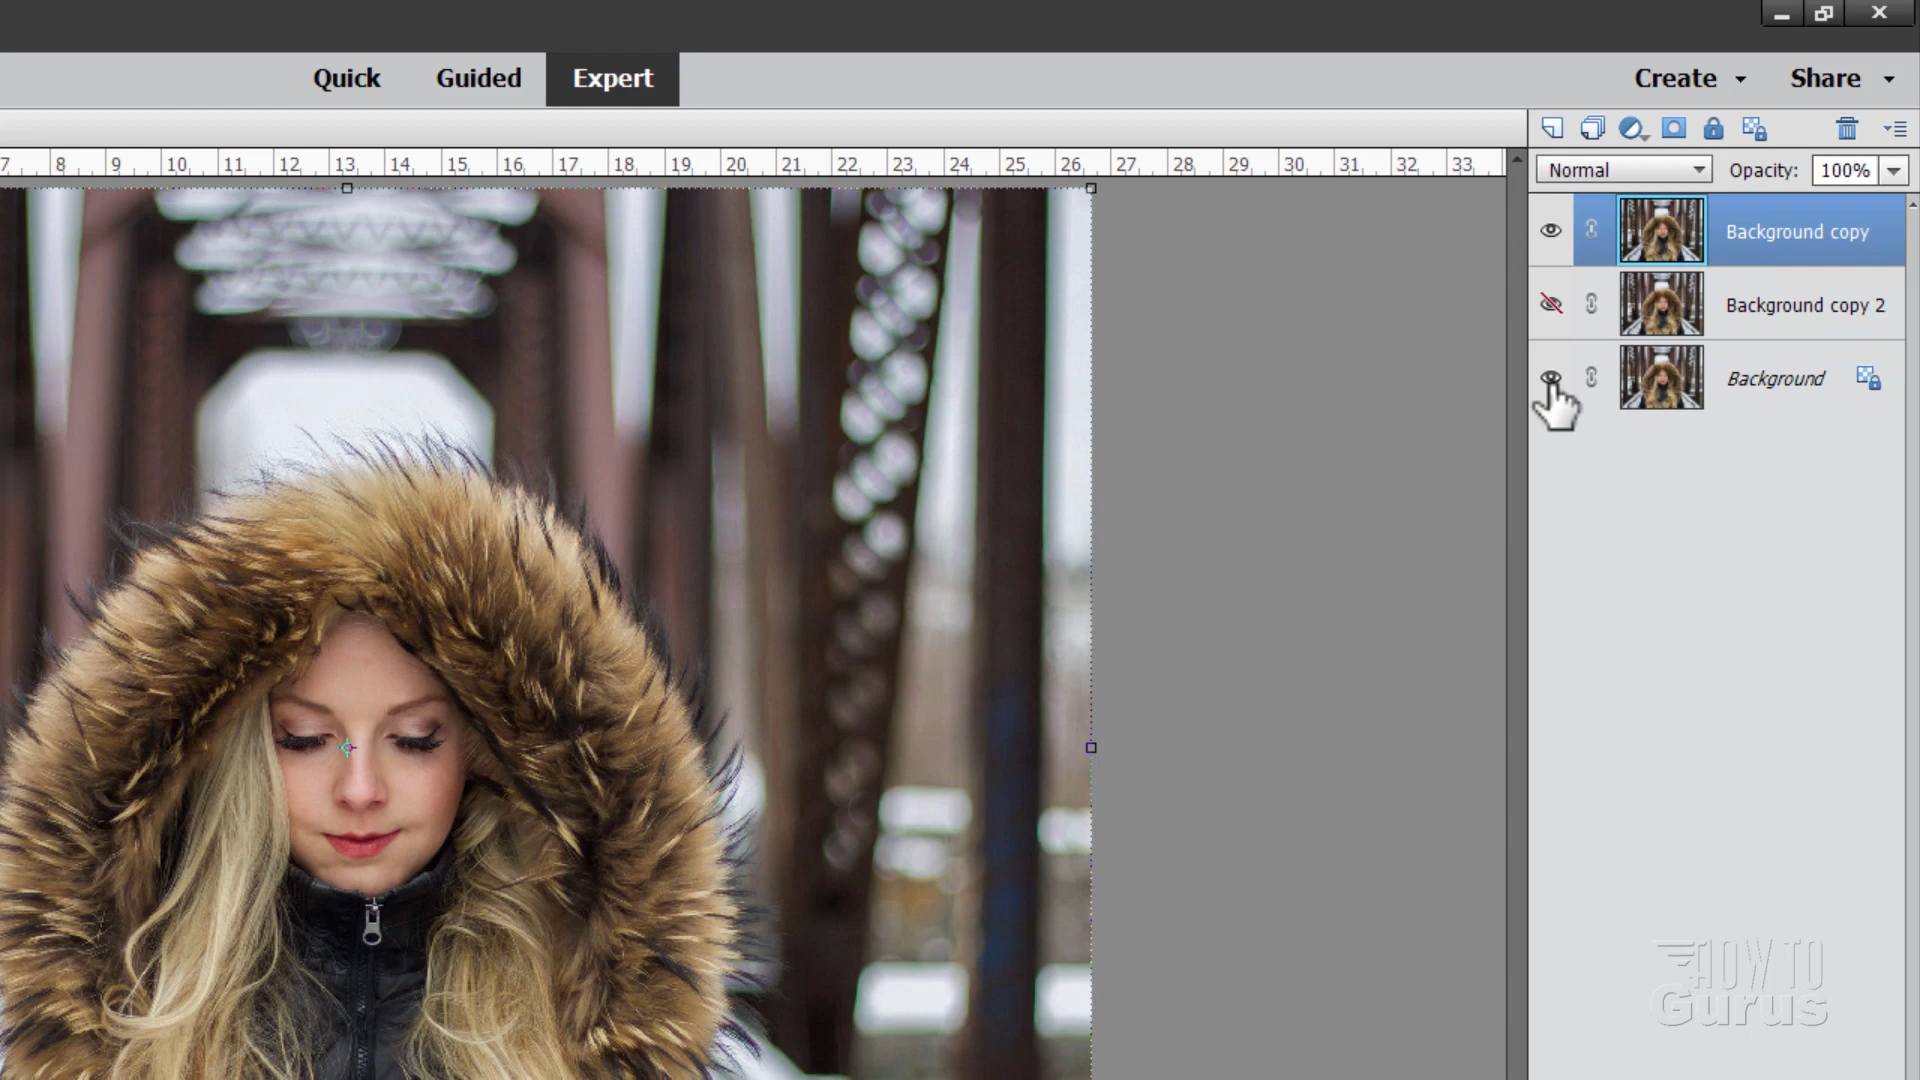 Quick Guided Expert Create Share
7 8 9 10 11 12 13 14 15 16 17 18 19 20 21 22 23 24 25 26 27 28 29 30 31 32 33
Normal Opacity: 100%
Background copy
Background copy 2
Background
HOW TO
Gurus